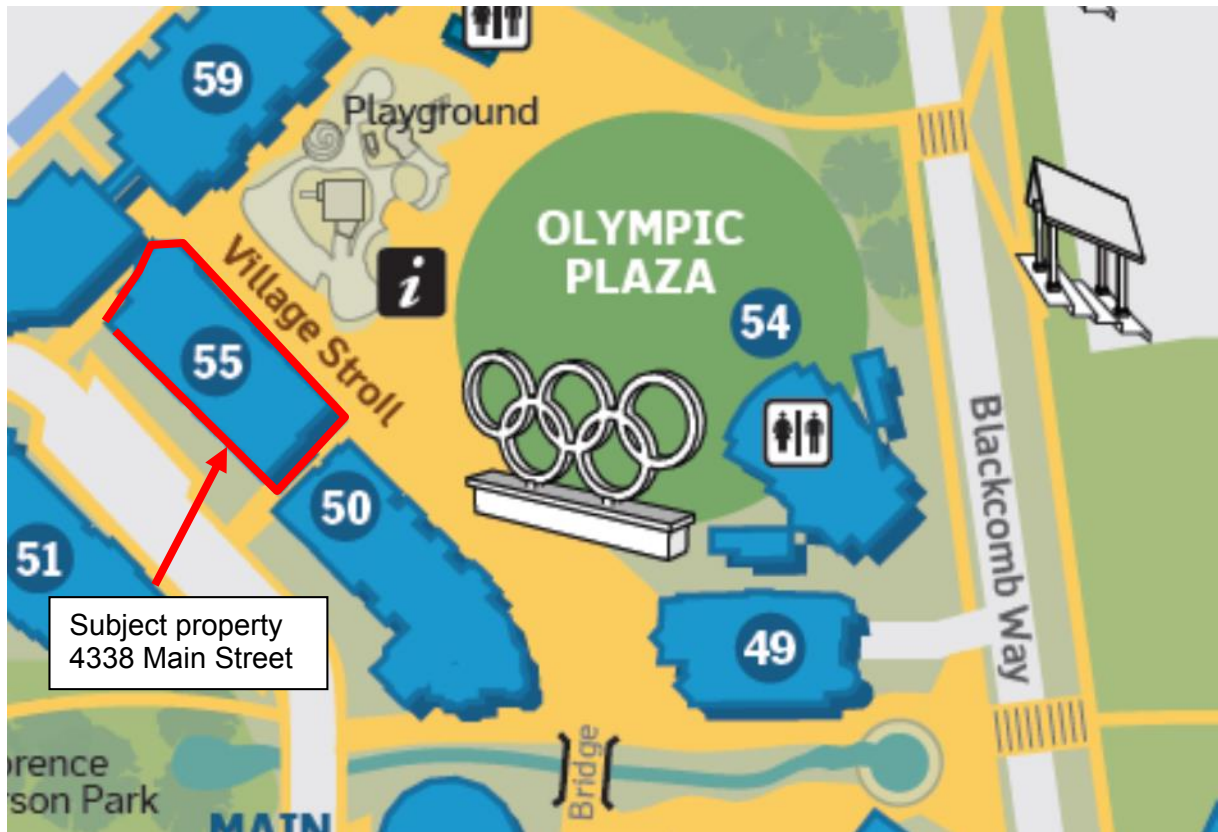 59
Playground
OLYMPIC
PLAZA
i
Village Stroll
54
55
50
51
Blackcomb Way
Subject property
4338 Main Street
49
Bridge
MAIN